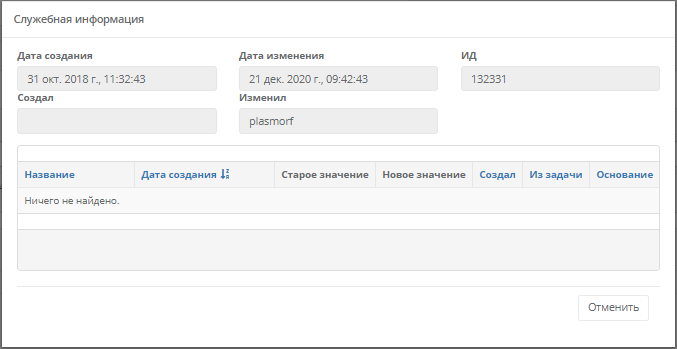 Служебная информация
Дата создания Дата изменения ИД
31 окт. 2018 г., 11:32:43 21 дек. 2020 г., 09:42:43 132331
Создал Изменил
plasmorf
Название Дата создания Старое значение Новое значение Создал Из задачи Основание
Ничего не найдено.
Отменить